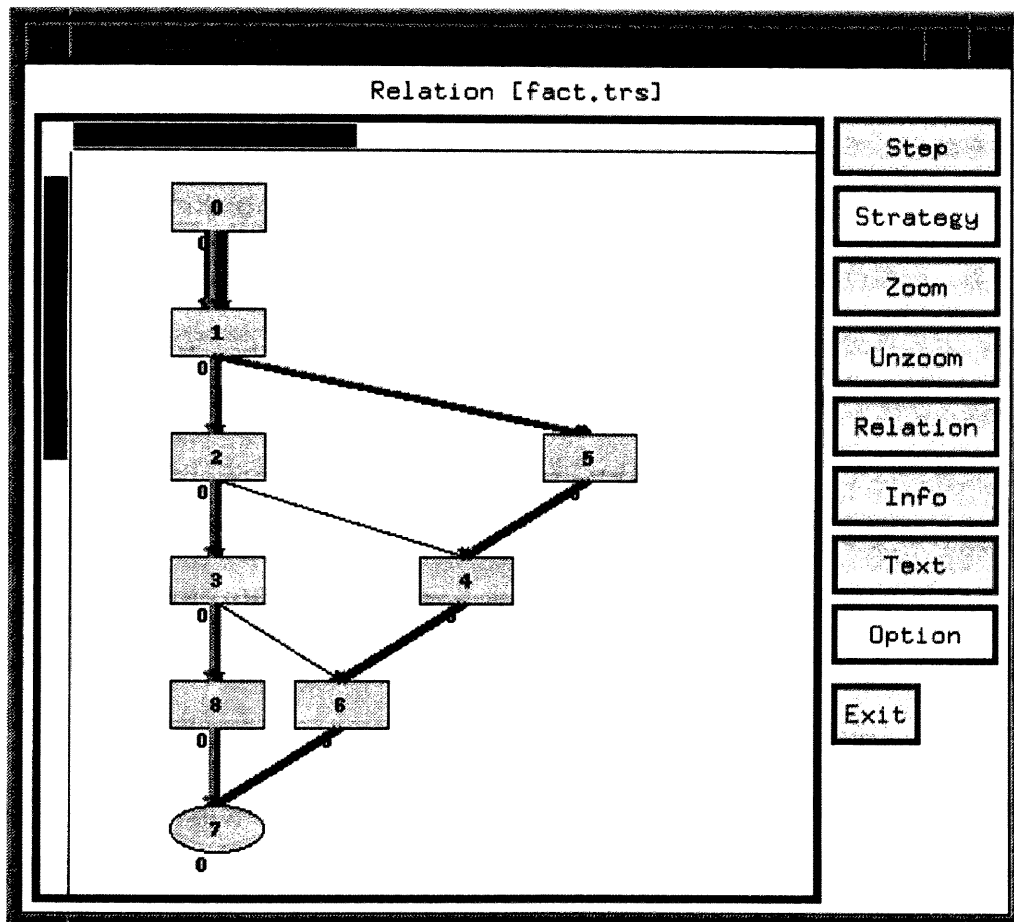 Relation [fact.trs]
Step
Strategy
Zoom
Unzoom
Relation
Info
Text
Option
Exit
0
0
1
0
2
5
0
3
4
0
8
6
0
7
0